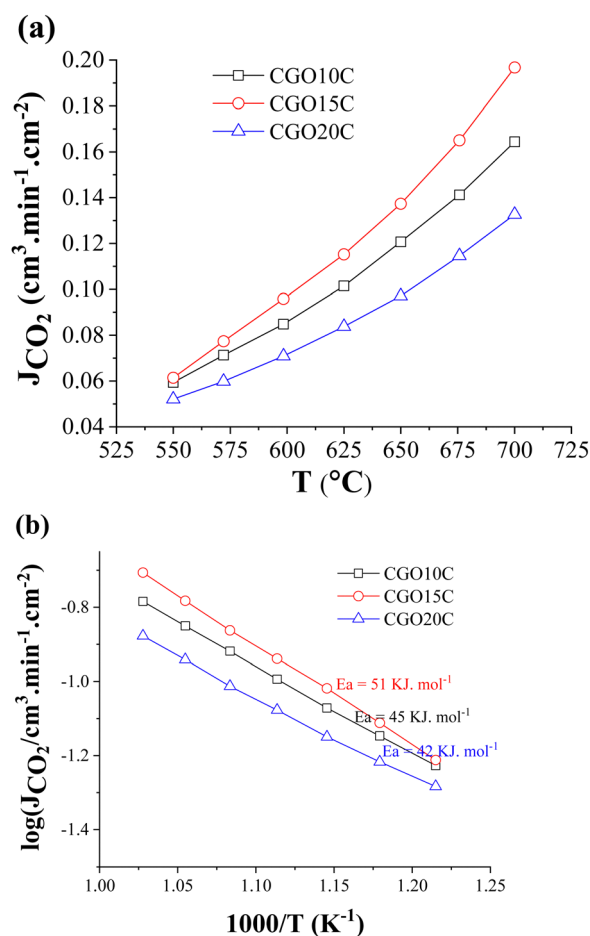 (a)
0.20
0.18
0.16
0.14
0.12
0.10
0.08
0.06
0.04
CGO10C
CGO15C
CGO20C
J_CO₂ (cm³.min⁻¹.cm⁻²)
525 550 575 600 625 650 675 700 725
T (°C)
(b)
-0.8
-1.0
-1.2
-1.4
CGO10C
CGO15C
CGO20C
Ea = 51 KJ. mol⁻¹
Ea = 45 KJ. mol⁻¹
Ea = 42 KJ. mol⁻¹
log(J_CO₂/cm³.min⁻¹.cm⁻²)
1.00 1.05 1.10 1.15 1.20 1.25
1000/T (K⁻¹)